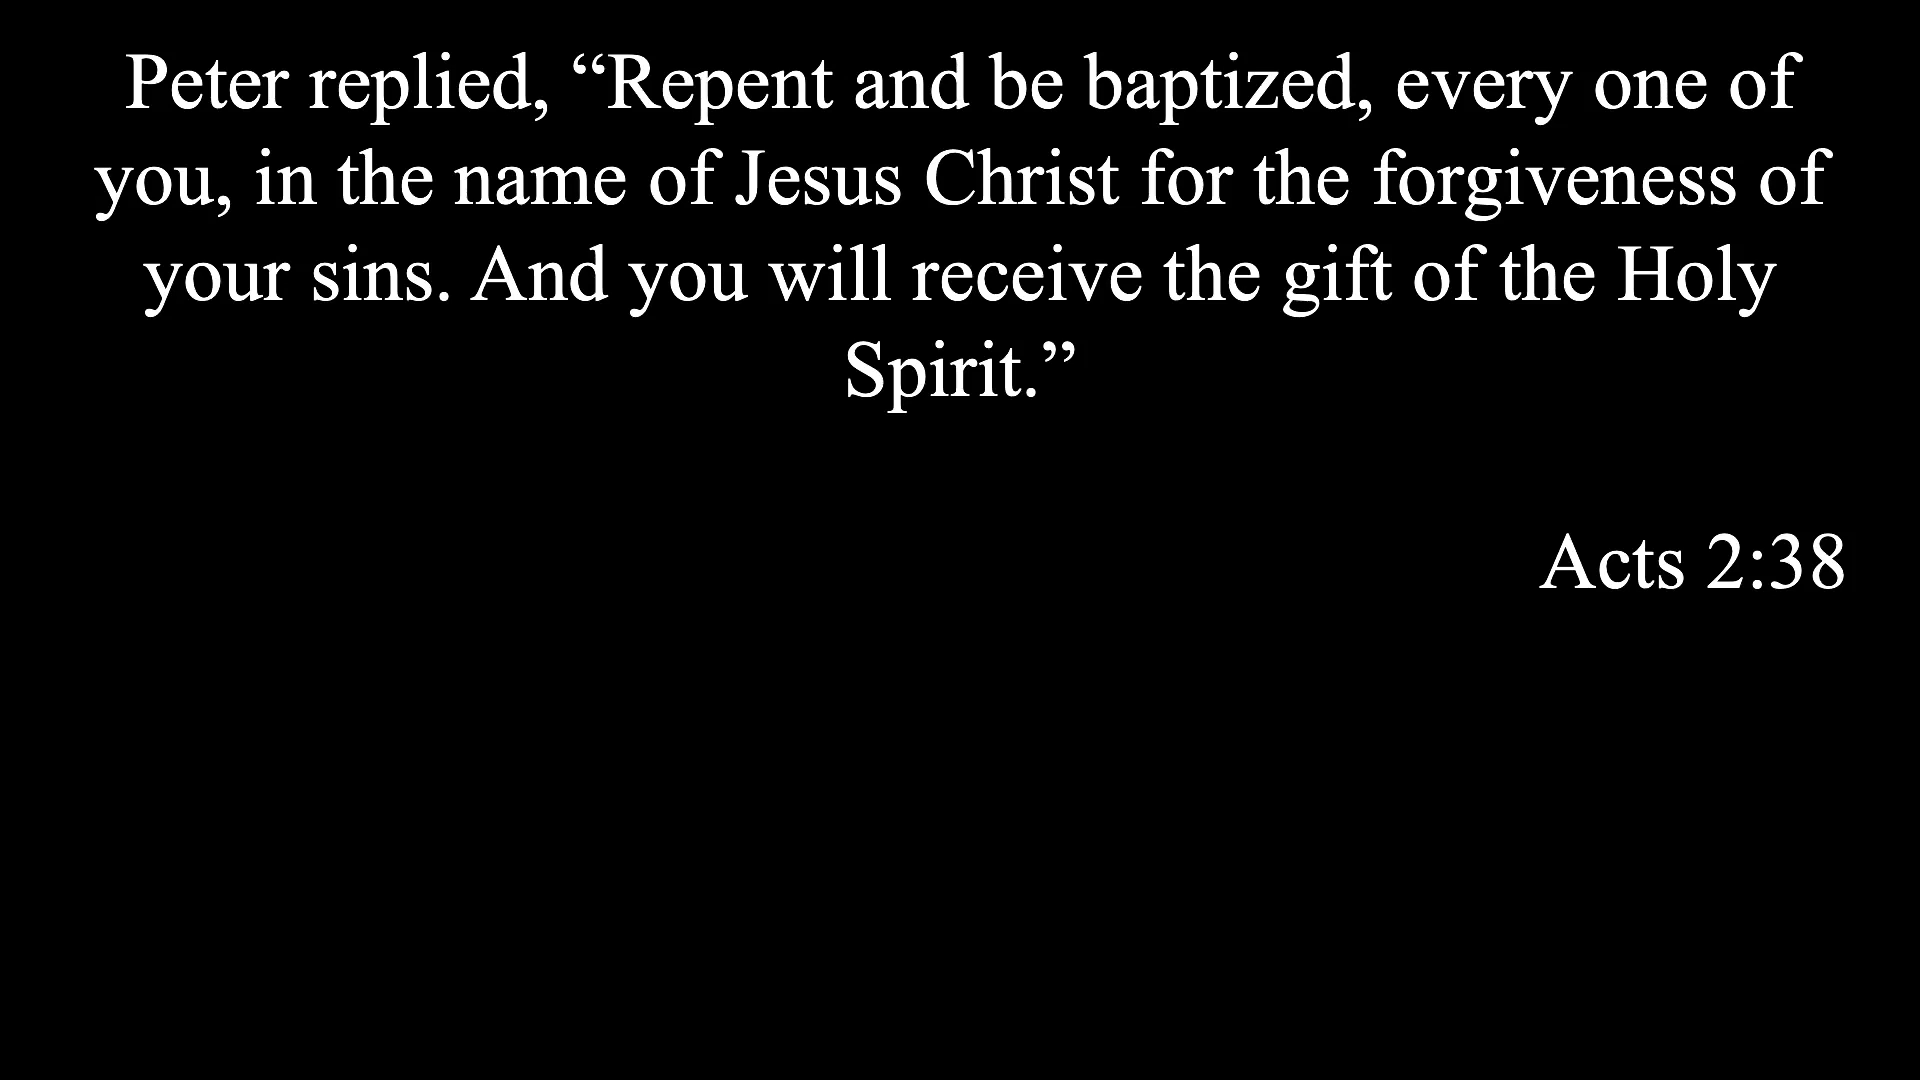 Peter replied, “Repent and be baptized, every one of
you, in the name of Jesus Christ for the forgiveness of
your sins. And you will receive the gift of the Holy
Spirit.”
Acts 2:38